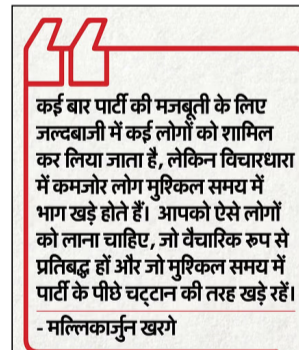 कई बार पार्टी की मजबूती के लिए
जल्दबाजी में कई लोगों को शामिल
कर लिया जाता है, लेकिन विचारधारा
में कमजोर लोग मुश्किल समय में
भाग खड़े होते हैं। आपको ऐसे लोगों
को लाना चाहिए, जो वैचारिक रूप से
प्रतिबद्ध हों और जो मुश्किल समय में
पार्टी के पीछे चट्टान की तरह खड़े रहें।
- मल्लिकार्जुन खरगे